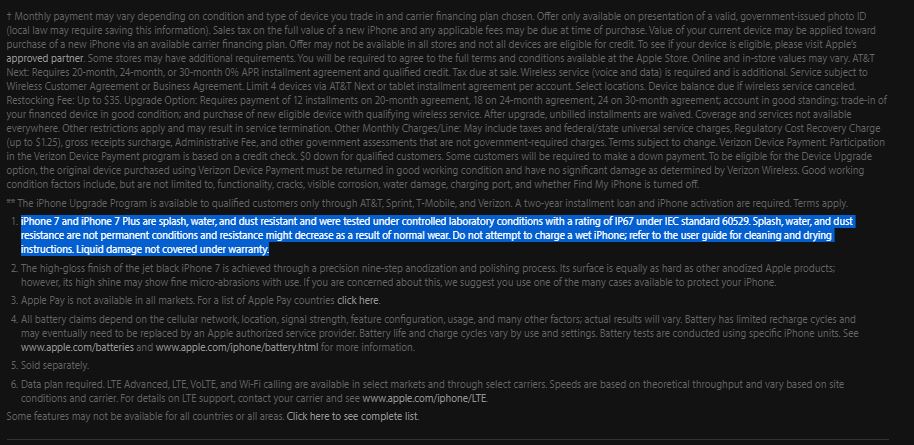 † Monthly payment may vary depending on condition and type of device you trade in and carrier financing plan chosen. Offer only available on presentation of a valid, government-issued photo ID
(local law may require saving this information). Sales tax on the full value of a new iPhone and any applicable fees may be due at time of purchase. Value of your current device may be applied toward
purchase of a new iPhone via an available carrier financing plan. Offer may not be available in all stores and not all devices are eligible for credit. To see if your device is eligible, please visit Apple's
approved partner. Some stores may have additional requirements. You will be required to agree to the full terms and conditions available at the Apple Store. Online and in-store values may vary. AT&T
Next: Requires 20-month, 24-month, or 30-month 0% APR installment agreement and qualified credit. Tax due at sale. Wireless service (voice and data) is required and is additional. Service subject to
Wireless Customer Agreement or Business Agreement. Limit 4 devices via AT&T Next or tablet installment agreement per account. Select locations. Device balance due if wireless service canceled.
Restocking Fee: Up to $35. Upgrade Option: Requires payment of 12 installments on 20-month agreement, 18 on 24-month agreement, 24 on 30-month agreement; account in good standing; trade-in of
your financed device in good condition; and purchase of new eligible device with qualifying wireless service. After upgrade, unbilled installments are waived. Coverage and services not available
everywhere. Other restrictions apply and may result in service termination. Other Monthly Charges/Line: May include taxes and federal/state universal service charges, Regulatory Cost Recovery Charge
(up to $1.25), gross receipts surcharge, Administrative Fee, and other government assessments that are not government-required charges. Terms subject to change. Verizon Device Payment: Participation
in the Verizon Device Payment program is based on a credit check. $0 down for qualified customers. Some customers will be required to make a down payment. To be eligible for the Device Upgrade
option, the original device purchased using Verizon Device Payment must be returned in good working condition and have no significant damage as determined by Verizon Wireless. Good working
condition factors include, but are not limited to, functionality, cracks, visible corrosion, water damage, charging port, and whether Find My iPhone is turned off.
** The iPhone Upgrade Program is available to qualified customers only through AT&T, Sprint, T-Mobile, and Verizon. A two-year installment loan and iPhone activation are required. Terms apply.
1. iPhone 7 and iPhone 7 Plus are splash, water, and dust resistant and were tested under controlled laboratory conditions with a rating of IP67 under IEC standard 60529. Splash, water, and dust
resistance are not permanent conditions and resistance might decrease as a result of normal wear. Do not attempt to charge a wet iPhone; refer to the user guide for cleaning and drying
instructions. Liquid damage not covered under warranty.
2. The high-gloss finish of the jet black iPhone 7 is achieved through a precision nine-step anodization and polishing process. Its surface is equally as hard as other anodized Apple products;
however, its high shine may show fine micro-abrasions with use. If you are concerned about this, we suggest you use one of the many cases available to protect your iPhone.
3. Apple Pay is not available in all markets. For a list of Apple Pay countries click here.
4. All battery claims depend on the cellular network, location, signal strength, feature configuration, usage, and many other factors; actual results will vary. Battery has limited recharge cycles and
may eventually need to be replaced by an Apple authorized service provider. Battery life and charge cycles vary by use and settings. Battery tests are conducted using specific iPhone units. See
www.apple.com/batteries and www.apple.com/iphone/battery.html for more information.
5. Sold separately.
6. Data plan required. LTE Advanced, LTE, VoLTE, and Wi-Fi calling are available in select markets and through select carriers. Speeds are based on theoretical throughput and vary based on site
conditions and carrier. For details on LTE support, contact your carrier and see www.apple.com/iphone/LTE.
Some features may not be available for all countries or all areas. Click here to see complete list.